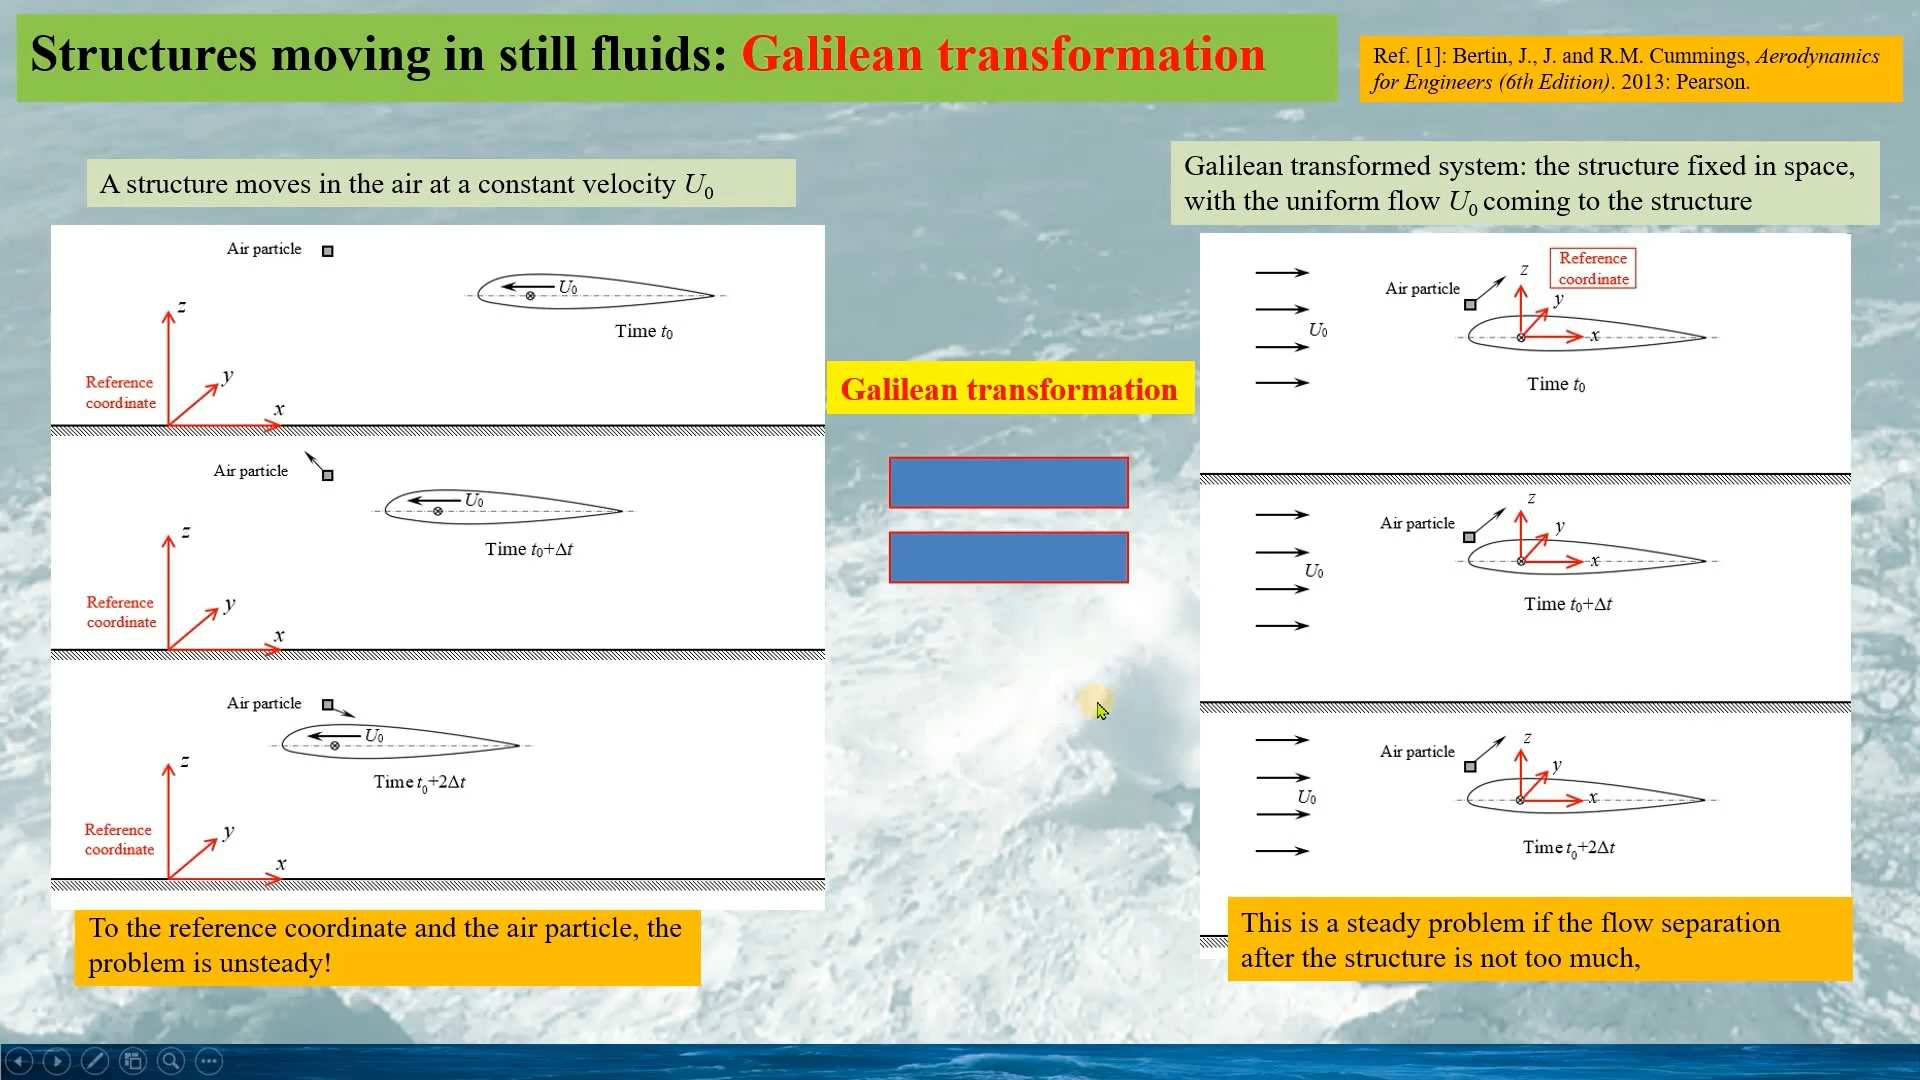 Structures moving in still fluids: Galilean transformation
Ref. [1]: Bertin, J., J. and R.M. Cummings, Aerodynamics
for Engineers (6th Edition). 2013: Pearson.
A structure moves in the air at a constant velocity U0
Galilean transformed system: the structure fixed in space,
with the uniform flow U0 coming to the structure
Air particle
U0
Time t0
z
y
x
Reference
coordinate
Air particle
U0
Time t0+Δt
z
y
x
Reference
coordinate
Air particle
U0
Time t0+2Δt
z
y
x
Reference
coordinate
To the reference coordinate and the air particle, the
problem is unsteady!
Galilean transformation
Reference
coordinate
Air particle
z
y
x
U0
Time t0
Air particle
z
y
x
U0
Time t0+Δt
Air particle
z
y
x
U0
Time t0+2Δt
This is a steady problem if the flow separation
after the structure is not too much,